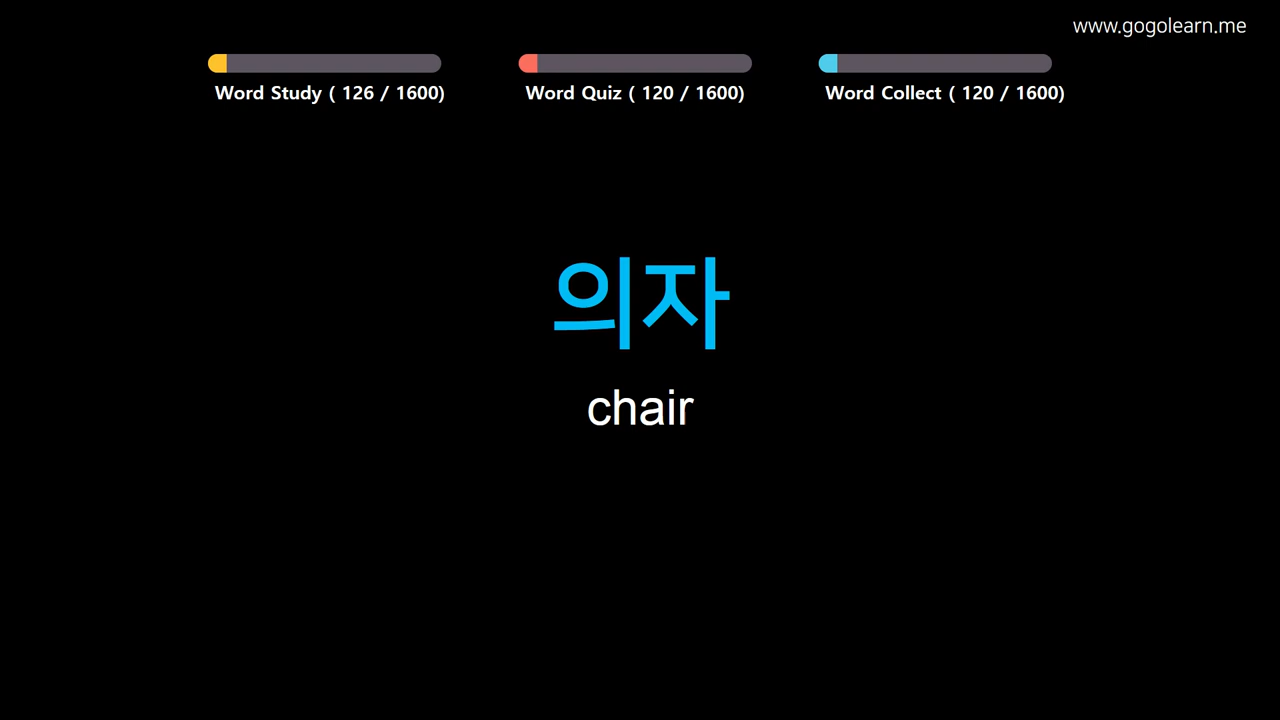 www.gogolearn.me
Word Study ( 126 / 1600)
Word Quiz ( 120 / 1600)
Word Collect ( 120 / 1600)
의자
chair